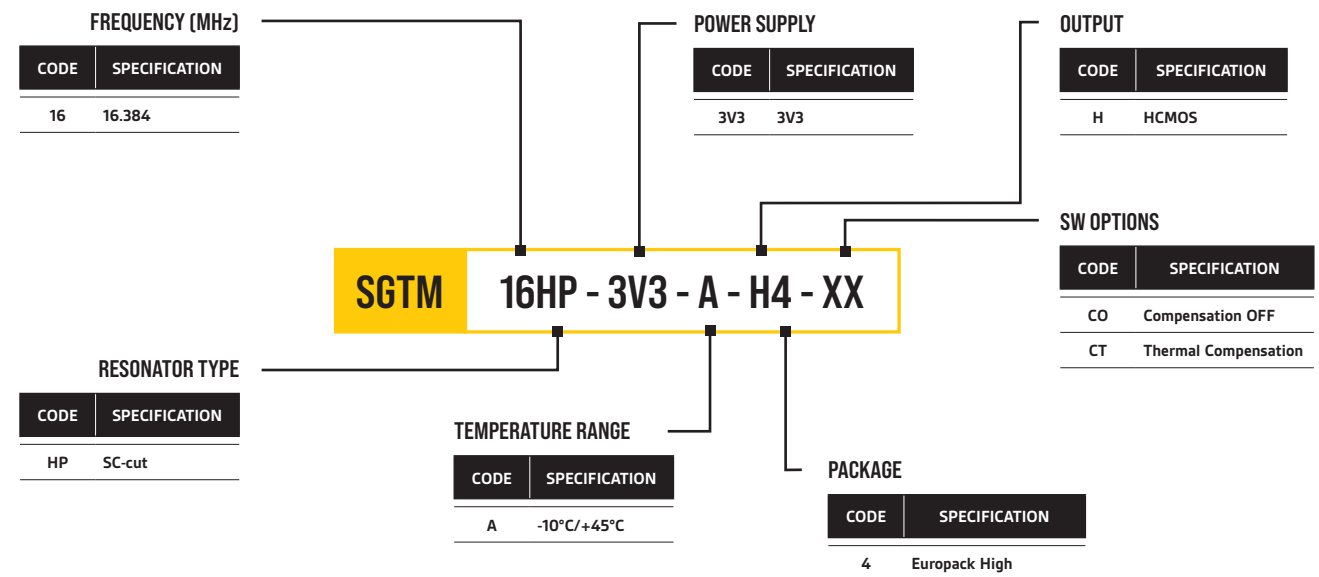 FREQUENCY (MHz)
CODE SPECIFICATION
16 16.384
POWER SUPPLY
CODE SPECIFICATION
3V3 3V3
OUTPUT
CODE SPECIFICATION
H HCMOS
SW OPTIONS
CODE SPECIFICATION
CO Compensation OFF
CT Thermal Compensation
SGTM 16HP - 3V3 - A - H4 - XX
RESONATOR TYPE
CODE SPECIFICATION
HP SC-cut
TEMPERATURE RANGE
CODE SPECIFICATION
A -10°C/+45°C
PACKAGE
CODE SPECIFICATION
4 Europack High